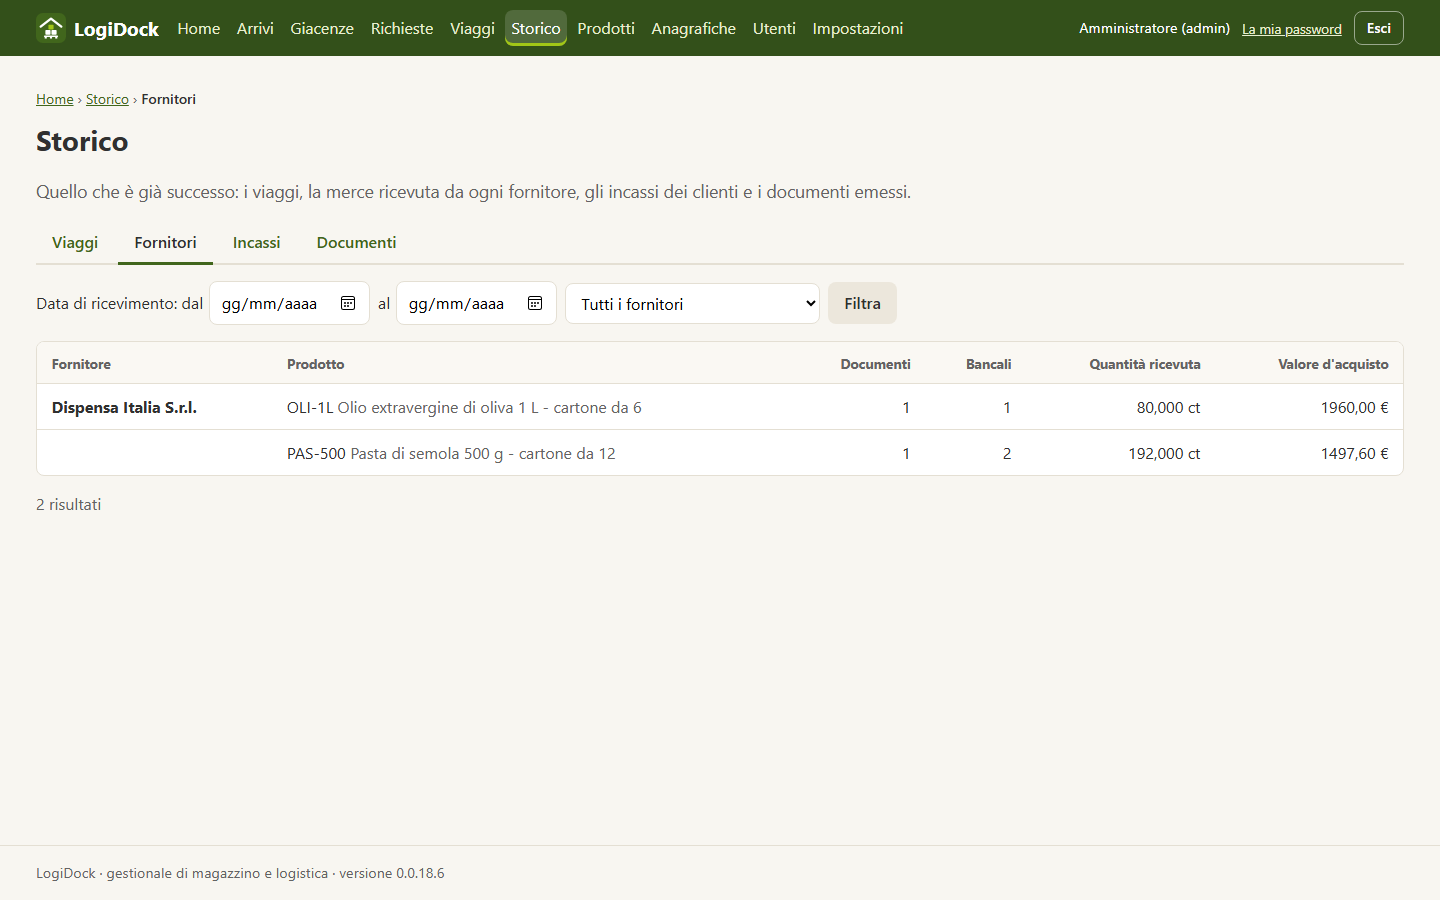 LogiDock Home Arrivi Giacenze Richieste Viaggi Storico Prodotti Anagrafiche Utenti Impostazioni Amministratore (admin) La mia password Esci
Home › Storico › Fornitori
Storico
Quello che è già successo: i viaggi, la merce ricevuta da ogni fornitore, gli incassi dei clienti e i documenti emessi.
Viaggi Fornitori Incassi Documenti
Data di ricevimento: dal gg/mm/aaaa al gg/mm/aaaa Tutti i fornitori Filtra
Fornitore Prodotto Documenti Bancali Quantità ricevuta Valore d'acquisto
Dispensa Italia S.r.l. OLI-1L Olio extravergine di oliva 1 L - cartone da 6 1 1 80,000 ct 1960,00 €
PAS-500 Pasta di semola 500 g - cartone da 12 1 2 192,000 ct 1497,60 €
2 risultati
LogiDock · gestionale di magazzino e logistica · versione 0.0.18.6